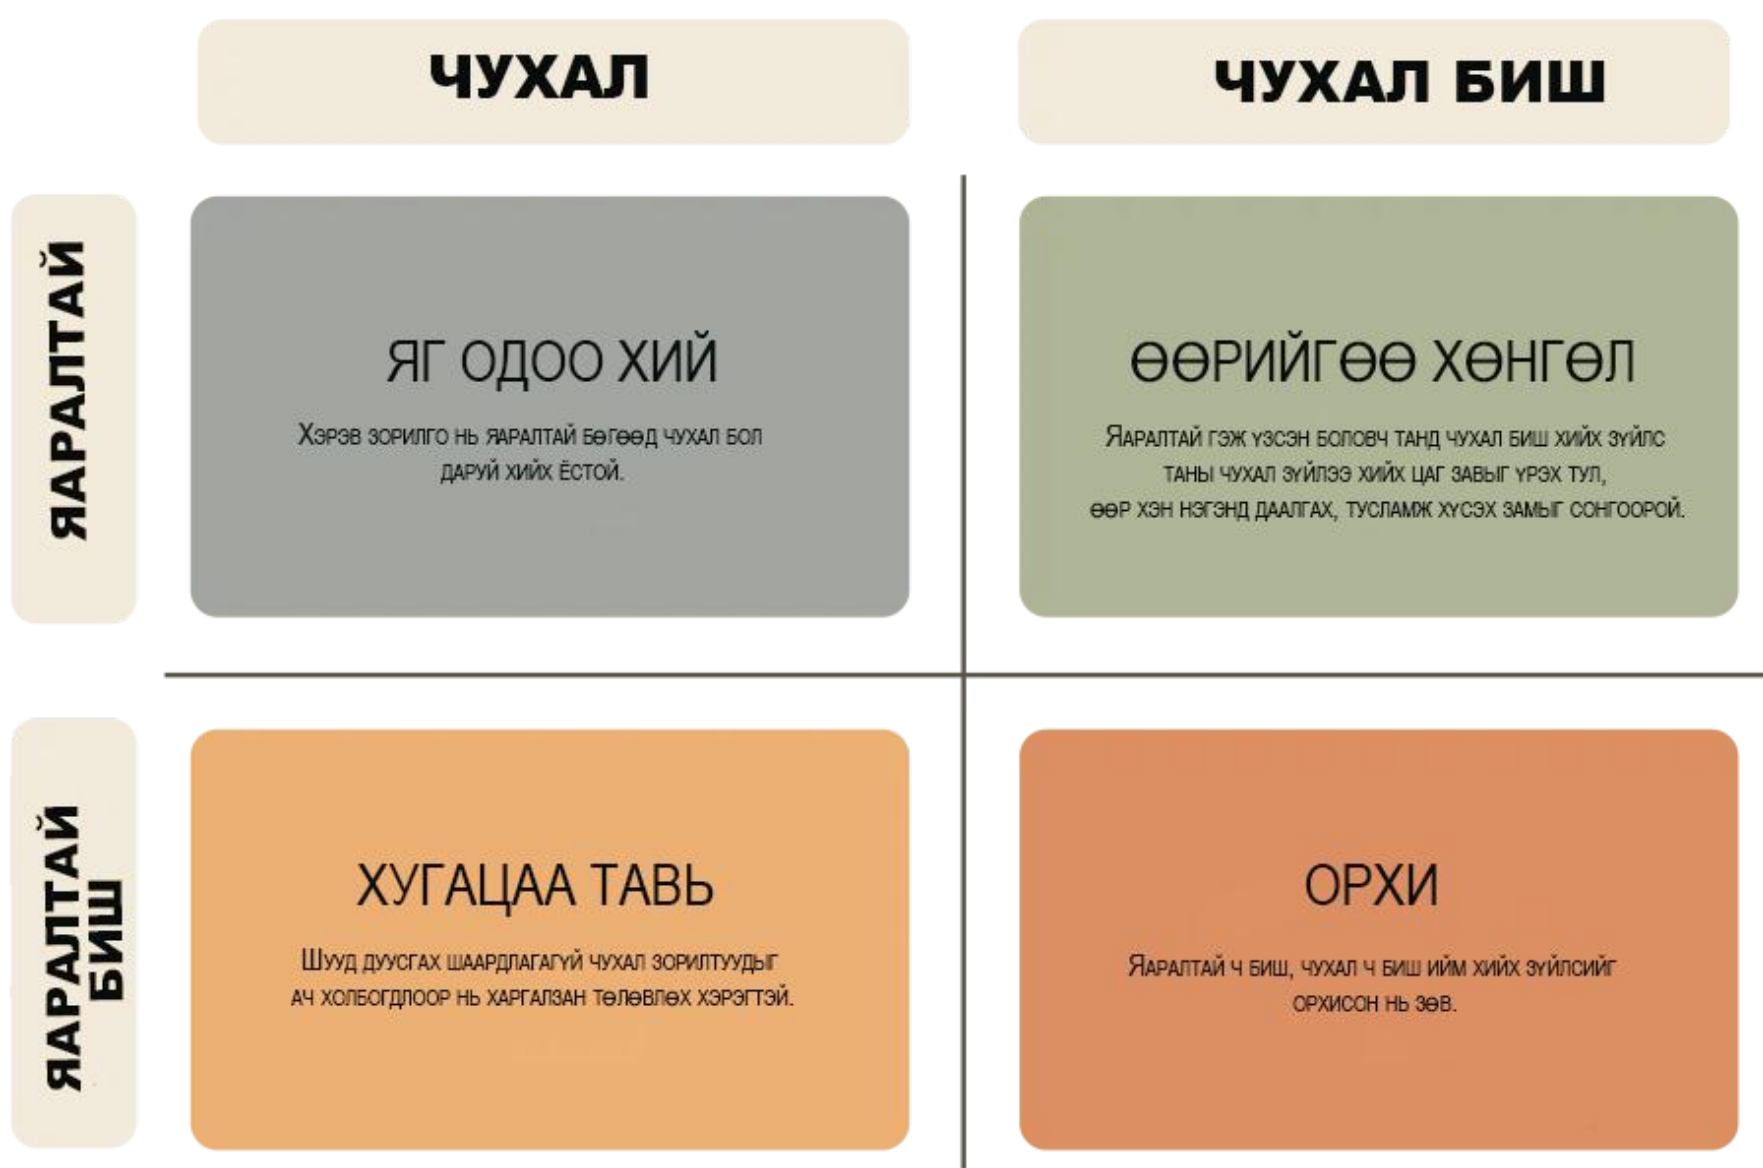 ЧУХАЛ
ЧУХАЛ БИШ
ЯАРАЛТАЙ
ЯГ ОДОО ХИЙ
Хэрэв зорилго нь яаралтай бөгөөд чухал бол
даруй хийх ёстой.
ӨӨРИЙГӨӨ ХӨНГӨЛ
Яаралтай гэж үзсэн боловч танд чухал биш хийх зүйлс
таны чухал зүйлээ хийх цаг завыг үрэх тул,
өөр хэн нэгэнд даалгах, тусламж хүсэх замыг сонгоорой.
ЯАРАЛТАЙ
БИШ
ХУГАЦАА ТАВЬ
Шууд дуусгах шаардлагагүй чухал зорилтуудыг
ач холбогдлоор нь харгалзан төлөвлөх хэрэгтэй.
ОРХИ
Яаралтай ч биш, чухал ч биш ийм хийх зүйлсийг
орхисон нь зөв.